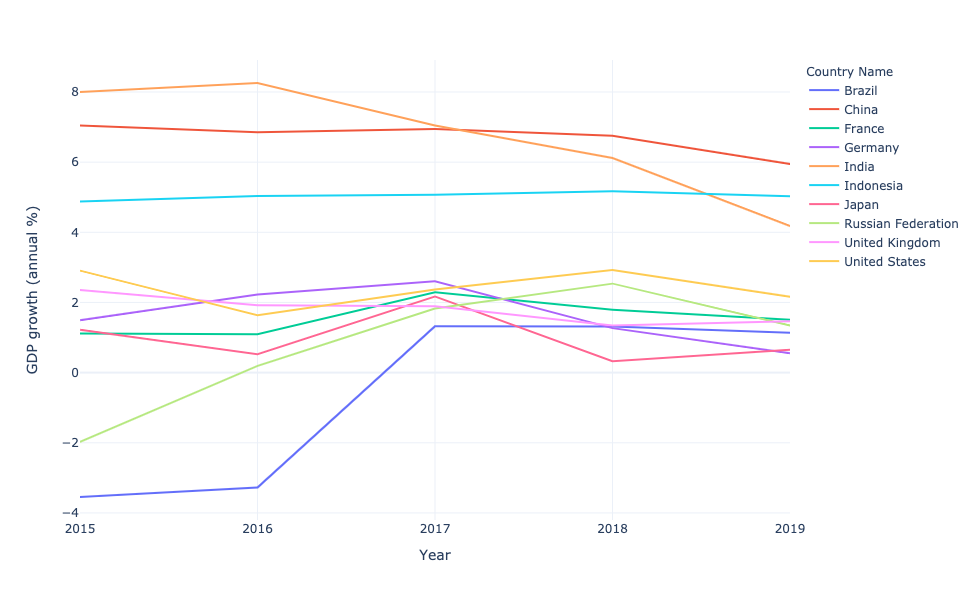 Country Name
Brazil
China
France
Germany
India
Indonesia
Japan
Russian Federation
United Kingdom
United States
8
6
4
2
0
−2
−4
GDP growth (annual %)
2015 2016 2017 2018 2019
Year